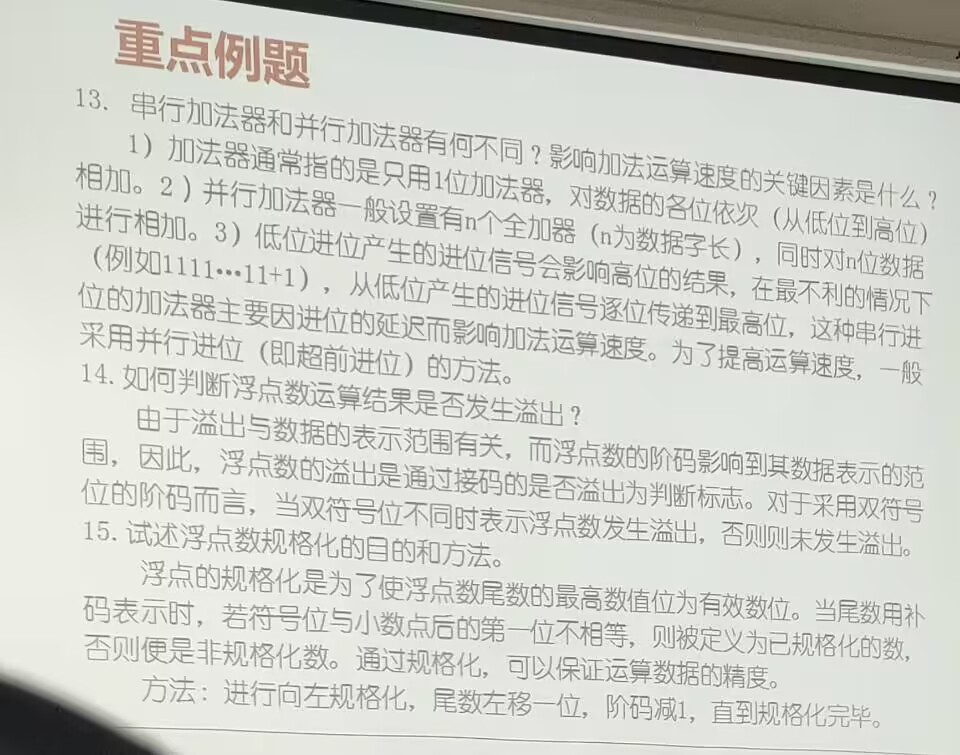 重点例题
13. 串行加法器和并行加法器有何不同？影响加法运算速度的关键因素是什么？
1）加法器通常指的是只用1位加法器，对数据的各位依次（从低位到高位）
相加。2）并行加法器一般设置有n个全加器（n为数据字长），同时对n位数据
进行相加。3）低位进位产生的进位信号会影响高位的结果，在最不利的情况下
（例如1111…11+1），从低位产生的进位信号逐位传递到最高位，这种串行进
位的加法器主要因进位的延迟而影响加法运算速度。为了提高运算速度，一般
采用并行进位（即超前进位）的方法。
14. 如何判断浮点数运算结果是否发生溢出？
由于溢出与数据的表示范围有关，而浮点数的阶码影响到其数据表示的范
围，因此，浮点数的溢出是通过接码的是否溢出为判断标志。对于采用双符号
位的阶码而言，当双符号位不同时表示浮点数发生溢出，否则则未发生溢出。
15. 试述浮点数规格化的目的和方法。
浮点的规格化是为了使浮点数尾数的最高数值位为有效数位。当尾数用补
码表示时，若符号位与小数点后的第一位不相等，则被定义为已规格化的数，
否则便是非规格化数。通过规格化，可以保证运算数据的精度。
方法：进行向左规格化，尾数左移一位，阶码减1，直到规格化完毕。